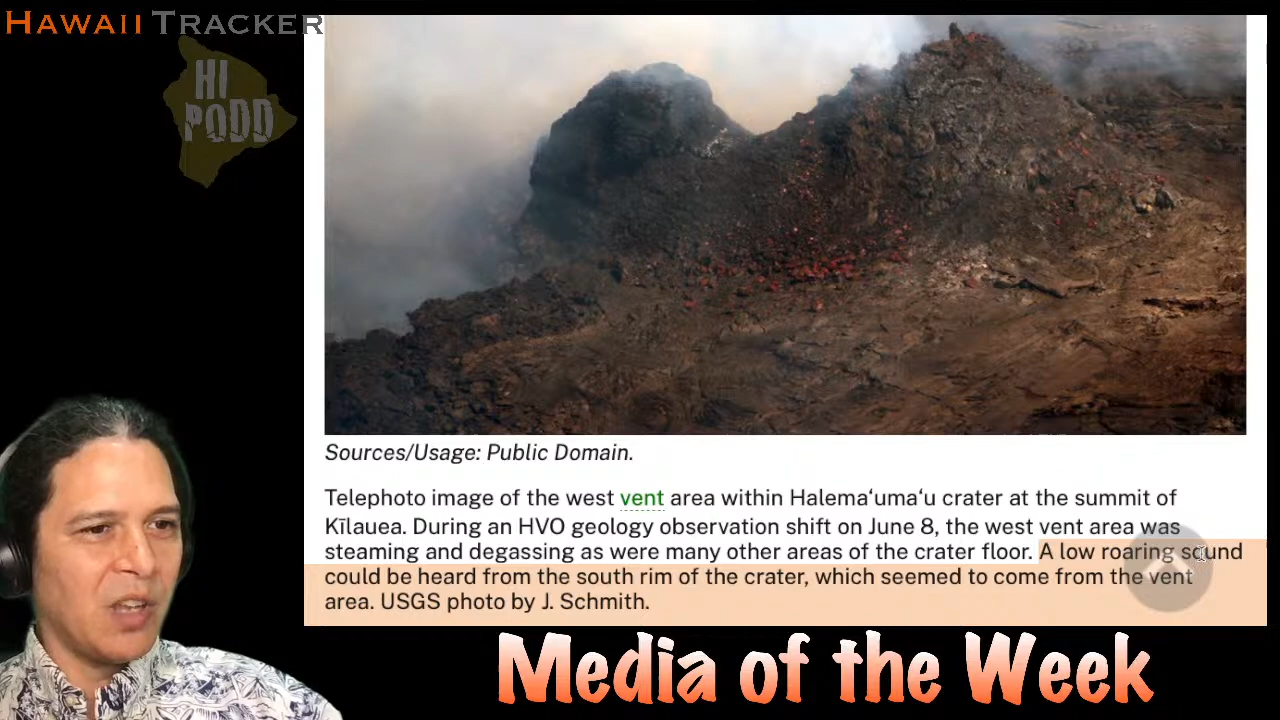 HAWAII TRACKER
HI
PODD
Sources/Usage: Public Domain.
Telephoto image of the west vent area within Halemaʻumaʻu crater at the summit of
Kīlauea. During an HVO geology observation shift on June 8, the west vent area was
steaming and degassing as were many other areas of the crater floor. A low roaring sound
could be heard from the south rim of the crater, which seemed to come from the vent
area. USGS photo by J. Schmith.
Media of the Week